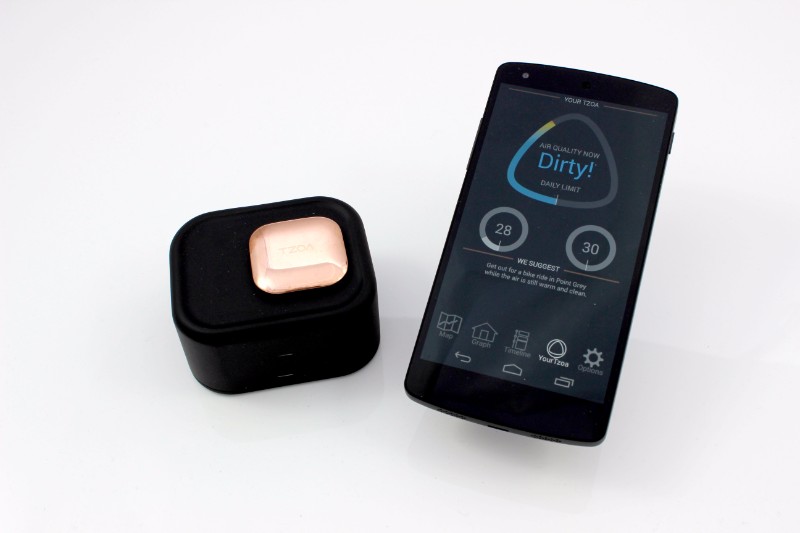 TZOA
YOUR TZOA
AIR QUALITY NOW
Dirty!
DAILY LIMIT
28
30
WE SUGGEST
Get out for a bike ride in Point Grey
while the air is still warm and clean.
Map
Graph
Timeline
YourTzoa
Options